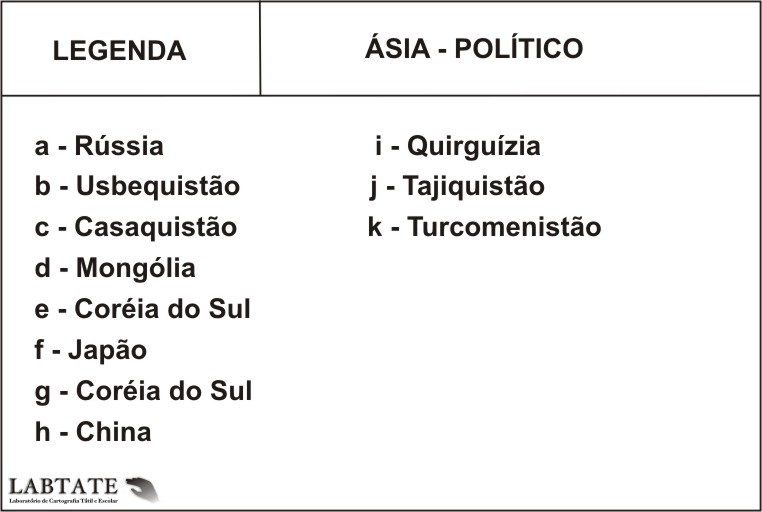 LEGENDA
ÁSIA - POLÍTICO
a - Rússia
b - Usbequistão
c - Casaquistão
d - Mongólia
e - Coréia do Sul
f - Japão
g - Coréia do Sul
h - China
i - Quirguízia
j - Tajiquistão
k - Turcomenistão
LABTATE
Laboratório de Cartografia Tátil e Escolar